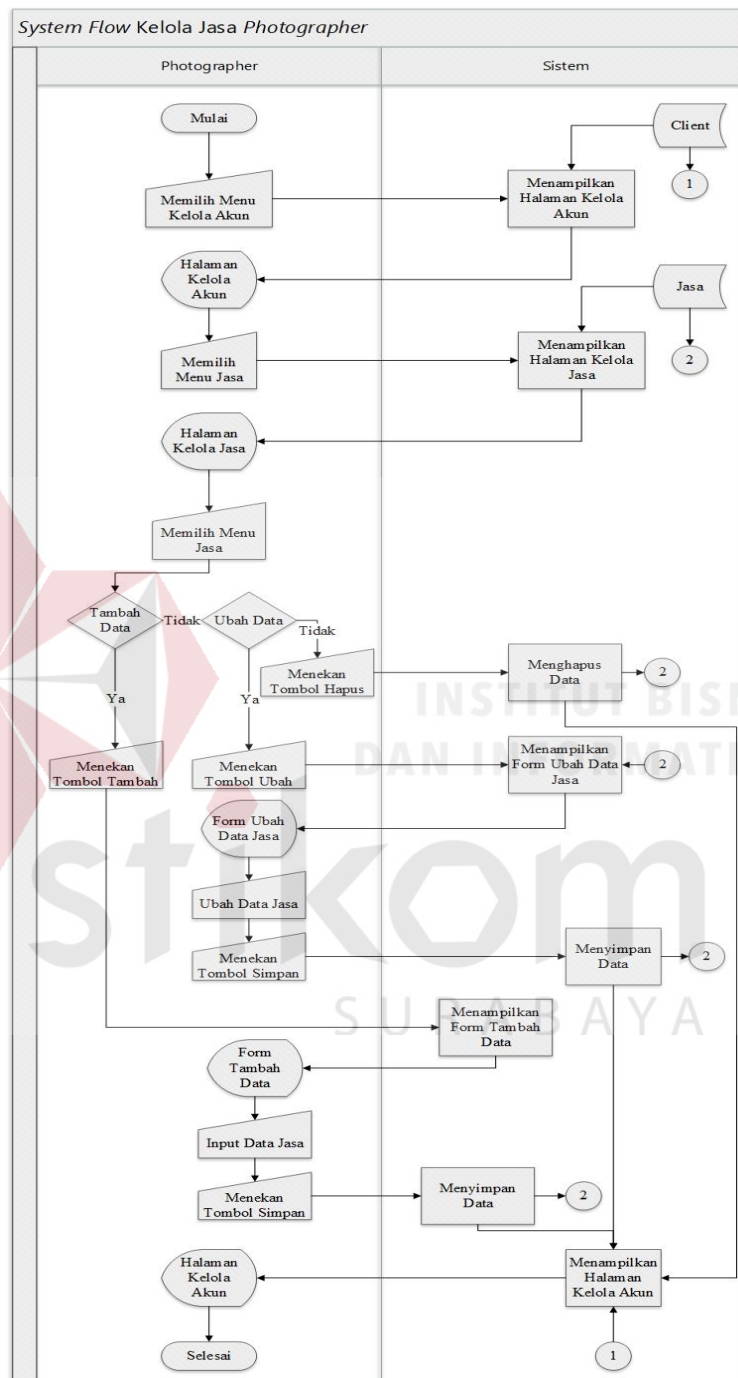 System Flow Kelola Jasa Photographer
Photographer
Sistem
Mulai
Client
Memilih Menu
Kelola Akun
Menampilkan
Halaman Kelola
Akun
1
Halaman
Kelola
Akun
Jasa
Memilih
Menu Jasa
Menampilkan
Halaman Kelola
Jasa
2
Halaman
Kelola Jasa
Memilih Menu
Jasa
Tambah
Data
Tidak
Ubah Data
Tidak
Menekan
Tombol Hapus
Menghapus
Data
2
Ya
Ya
Menekan
Tombol Tambah
Menekan
Tombol Ubah
Menampilkan
Form Ubah Data
Jasa
2
Form Ubah
Data Jasa
Ubah Data Jasa
Menekan
Tombol Simpan
Menyimpan
Data
2
Menampilkan
Form Tambah
Data
Form
Tambah
Data
Input Data Jasa
Menekan
Tombol Simpan
Menyimpan
Data
2
Halaman
Kelola
Akun
Menampilkan
Halaman
Kelola Akun
Selesai
1
INSTITUT BISN
DAN INFORMATI
stikom
SURABAYA